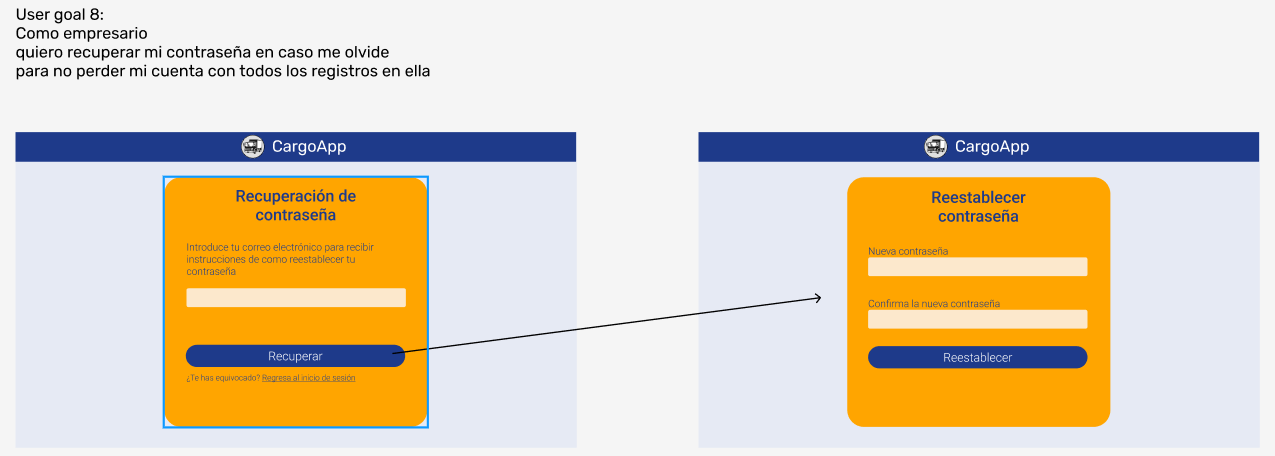 User goal 8:
Como empresario
quiero recuperar mi contraseña en caso me olvide
para no perder mi cuenta con todos los registros en ella
CargoApp
Recuperación de
contraseña
Introduce tu correo electrónico para recibir
instrucciones de como reestablecer tu
contraseña
Recuperar
¿Te has equivocado? Regresa al inicio de sesión
CargoApp
Reestablecer
contraseña
Nueva contraseña
Confirma la nueva contraseña
Reestablecer